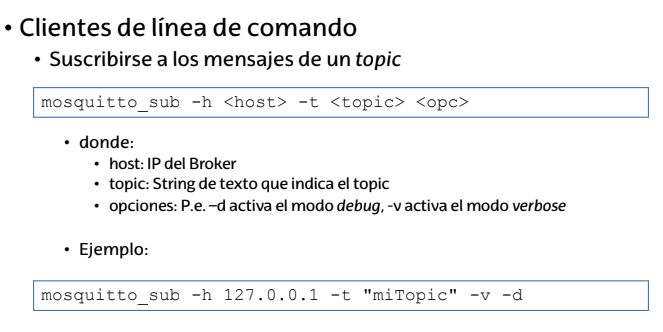 • Clientes de línea de comando
• Suscribirse a los mensajes de un topic
mosquitto_sub -h <host> -t <topic> <opc>
• donde:
• host: IP del Broker
• topic: String de texto que indica el topic
• opciones: P.e. –d activa el modo debug, -v activa el modo verbose
• Ejemplo:
mosquitto_sub -h 127.0.0.1 -t "miTopic" -v -d